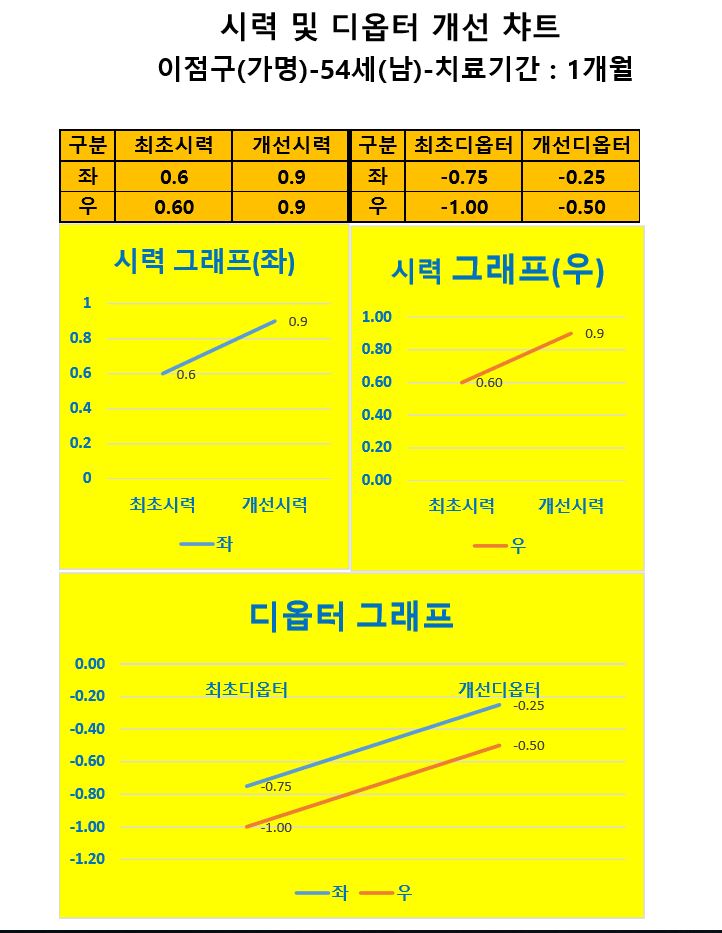 시력 및 디옵터 개선 챠트
이점구(가명)-54세(남)-치료기간 : 1개월
구분 최초시력 개선시력 구분 최초디옵터 개선디옵터
좌 0.6 0.9 좌 -0.75 -0.25
우 0.60 0.9 우 -1.00 -0.50
시력 그래프(좌)
1
0.8
0.6
0.4
0.2
0
0.9
0.6
최초시력 개선시력
좌
시력 그래프(우)
1.00
0.80
0.60
0.40
0.20
0.00
0.9
0.60
최초시력 개선시력
우
디옵터 그래프
0.00
-0.20
-0.40
-0.60
-0.80
-1.00
-1.20
최초디옵터 개선디옵터
-0.25
-0.50
-0.75
-1.00
좌 우